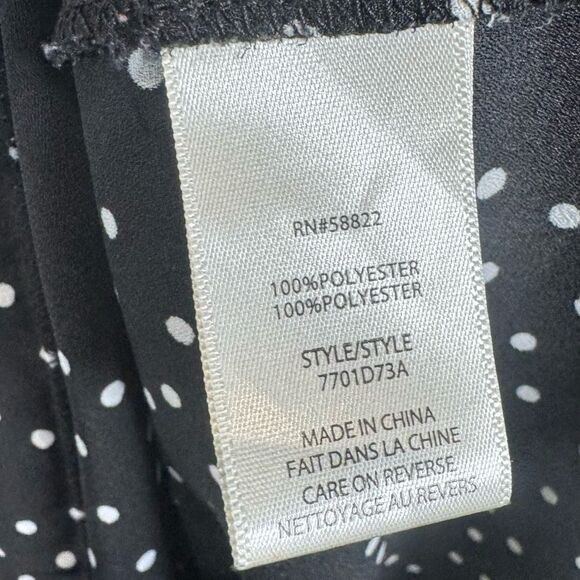 RN#58822
100%POLYESTER
100%POLYESTER
STYLE/STYLE
7701D73A
MADE IN CHINA
FAIT DANS LA CHINE
CARE ON REVERSE
NETTOYAGE AU REVERS